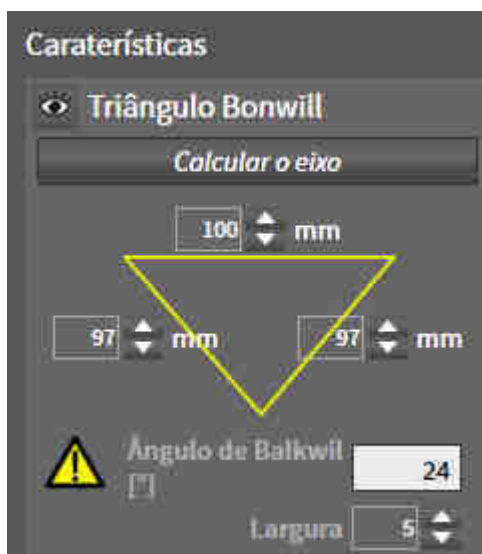 Caraterísticas
Triângulo Bonwill
Calcular o eixo
100 mm
97 mm 97 mm
Ângulo de Balkwil
[°] 24
Largura 5